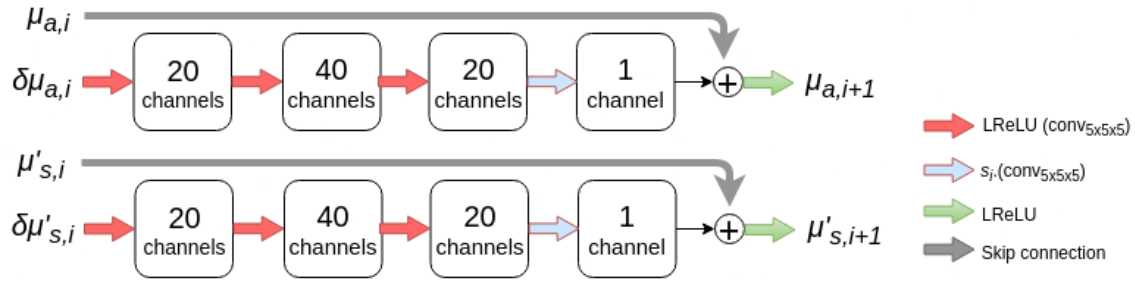 μa,i
20 channels
40 channels
20 channels
1 channel
+
δμa,i
μa,i+1
μ's,i
20 channels
40 channels
20 channels
1 channel
+
δμ's,i
μ's,i+1
LReLU (conv5x5x5)
si·(conv5x5x5)
LReLU
Skip connection